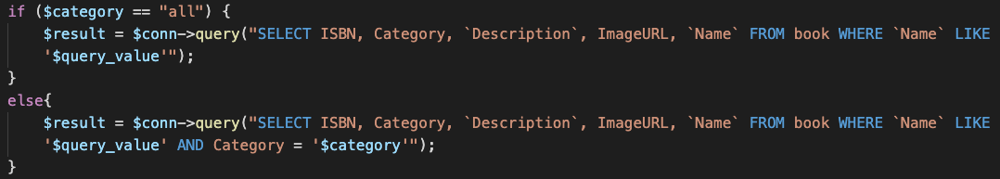 if ($category == "all") {
$result = $conn->query("SELECT ISBN, Category, `Description`, ImageURL, `Name` FROM book WHERE `Name` LIKE
'$query_value'");
}
else{
$result = $conn->query("SELECT ISBN, Category, `Description`, ImageURL, `Name` FROM book WHERE `Name` LIKE
'$query_value' AND Category = '$category'");
}